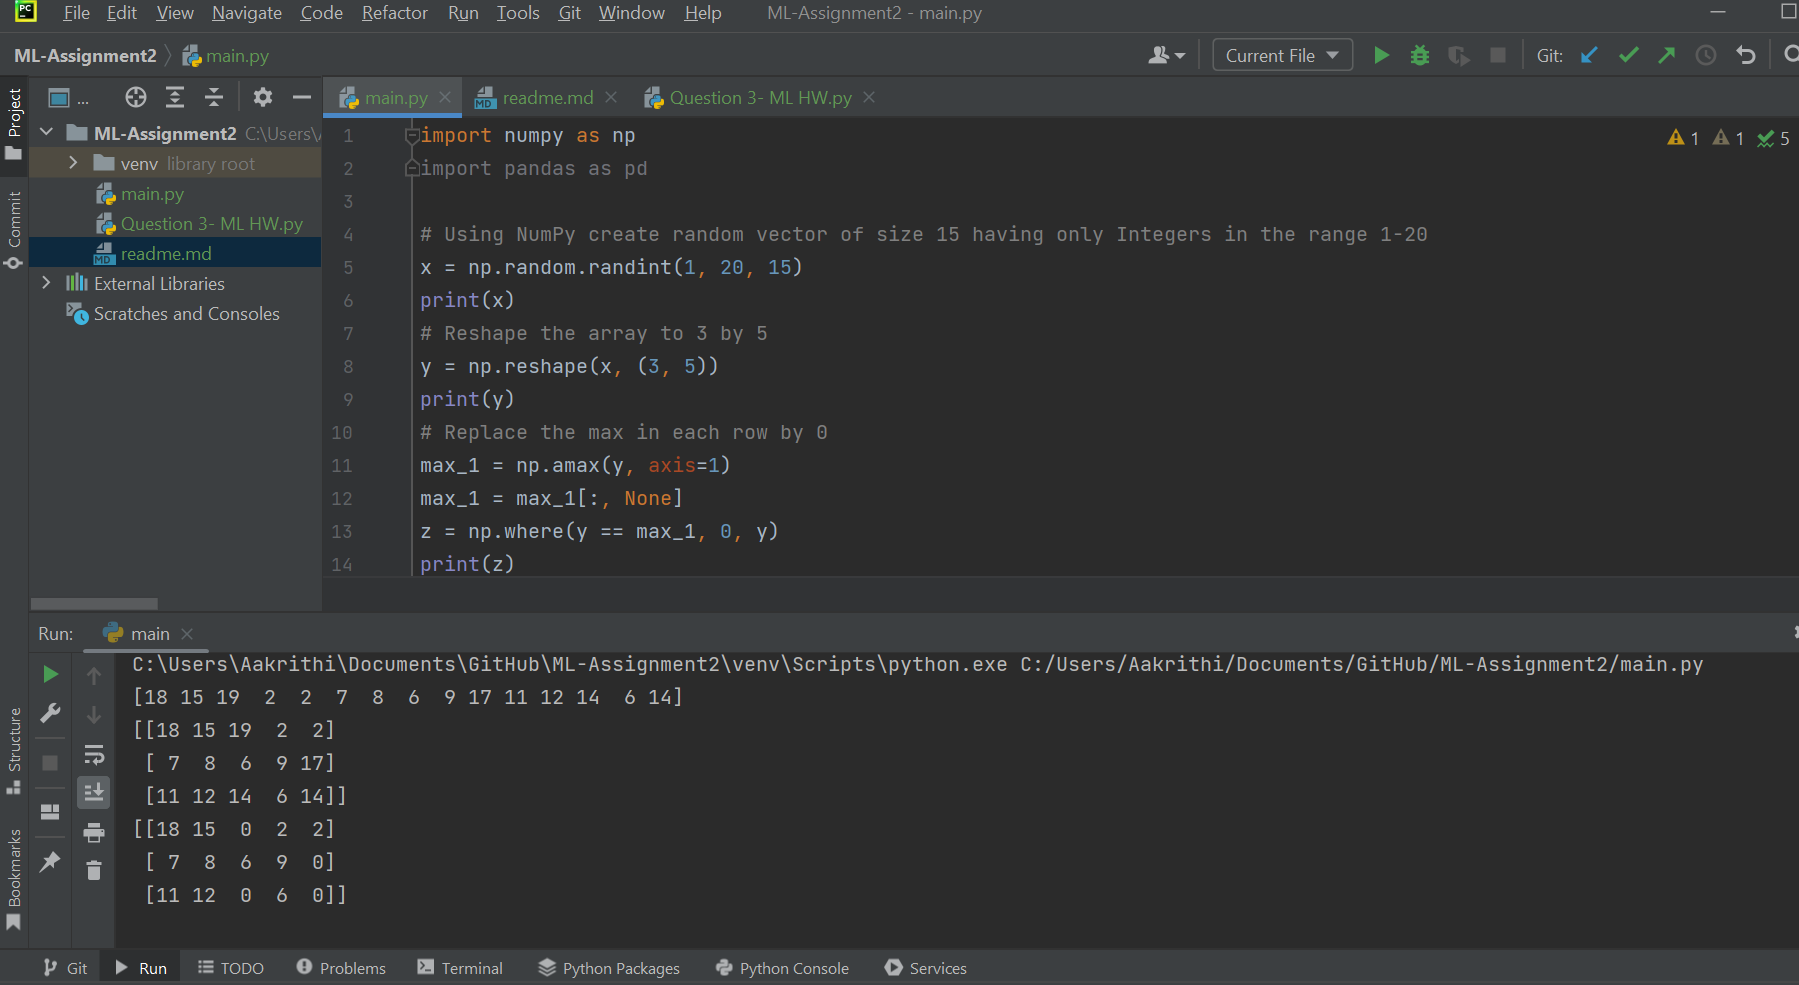 PC
File Edit View Navigate Code Refactor Run Tools Git Window Help ML-Assignment2 - main.py
ML-Assignment2 main.py
Current File Git:
Project
Commit
Structure
Bookmarks
...
ML-Assignment2 C:\Users\
venv library root
main.py
Question 3- ML HW.py
MD readme.md
External Libraries
Scratches and Consoles
main.py MD readme.md Question 3- ML HW.py
1 1 5
1 import numpy as np
2 import pandas as pd
3
4 # Using NumPy create random vector of size 15 having only Integers in the range 1-20
5 x = np.random.randint(1, 20, 15)
6 print(x)
7 # Reshape the array to 3 by 5
8 y = np.reshape(x, (3, 5))
9 print(y)
10 # Replace the max in each row by 0
11 max_1 = np.amax(y, axis=1)
12 max_1 = max_1[:, None]
13 z = np.where(y == max_1, 0, y)
14 print(z)
Run: main
C:\Users\Aakrithi\Documents\GitHub\ML-Assignment2\venv\Scripts\python.exe C:/Users/Aakrithi/Documents/GitHub/ML-Assignment2/main.py
[18 15 19  2  2  7  8  6  9 17 11 12 14  6 14]
[[18 15 19  2  2]
 [ 7  8  6  9 17]
 [11 12 14  6 14]]
[[18 15  0  2  2]
 [ 7  8  6  9  0]
 [11 12  0  6  0]]
Git Run TODO Problems Terminal Python Packages Python Console Services